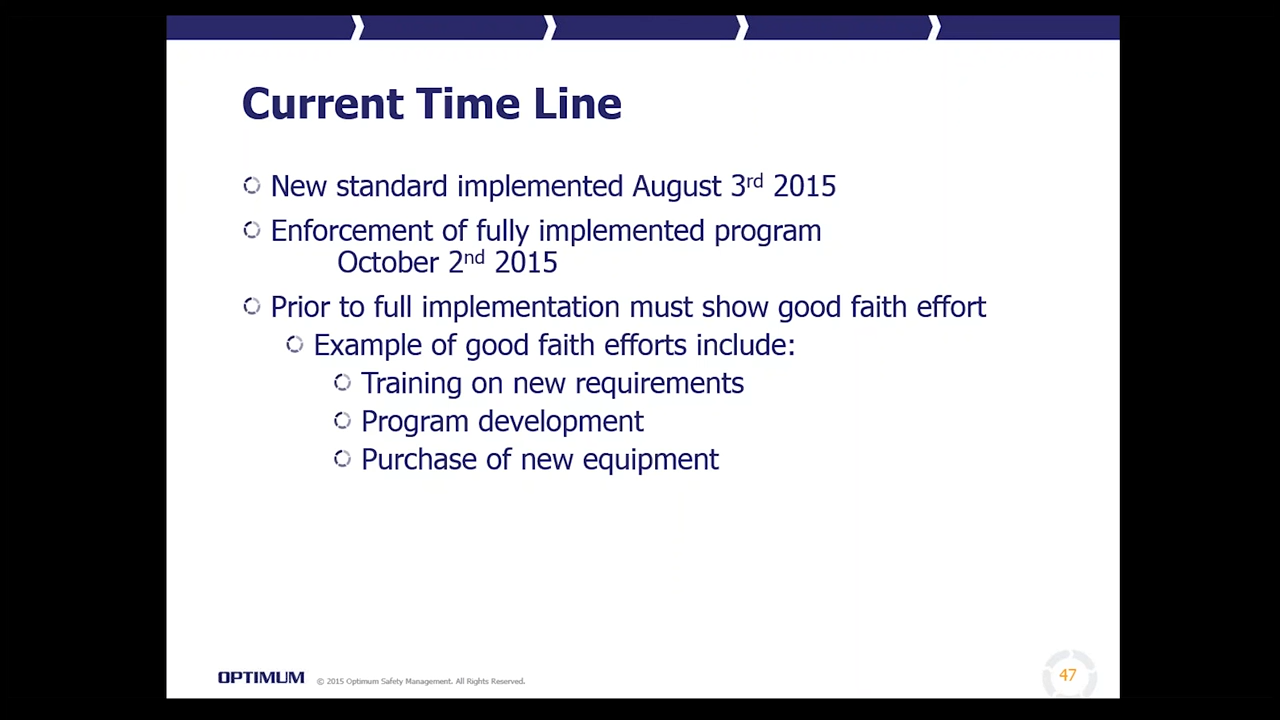 Current Time Line
New standard implemented August 3rd 2015
Enforcement of fully implemented program
October 2nd 2015
Prior to full implementation must show good faith effort
Example of good faith efforts include:
Training on new requirements
Program development
Purchase of new equipment
OPTIMUM © 2015 Optimum Safety Management. All Rights Reserved.
47